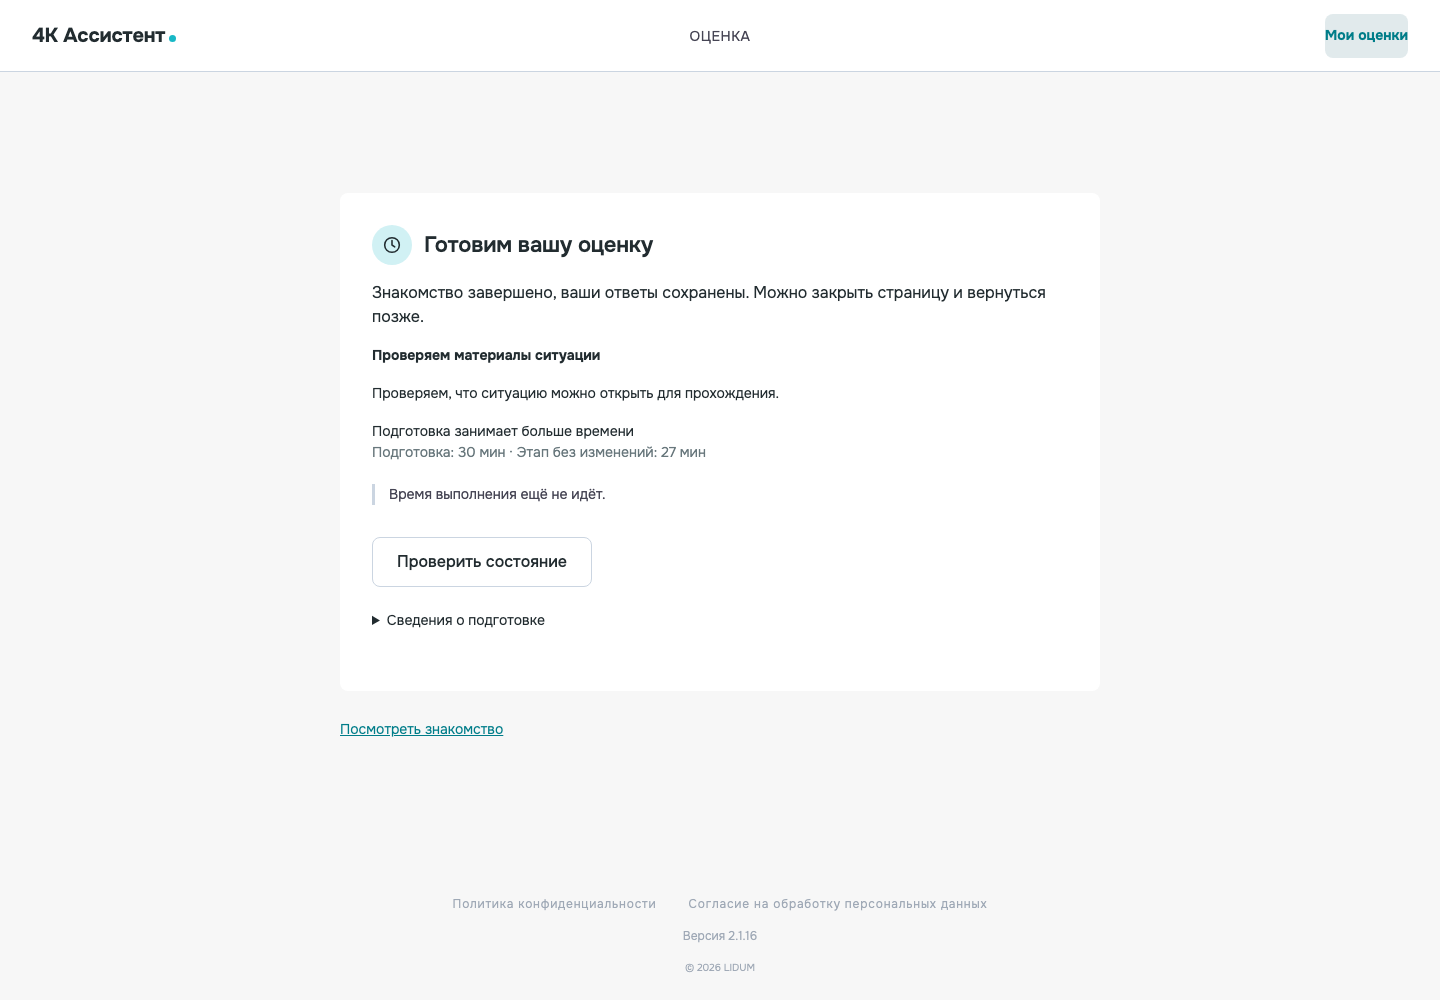 4К Ассистент
ОЦЕНКА
Мои оценки
Готовим вашу оценку
Знакомство завершено, ваши ответы сохранены. Можно закрыть страницу и вернуться
позже.
Проверяем материалы ситуации
Проверяем, что ситуацию можно открыть для прохождения.
Подготовка занимает больше времени
Подготовка: 30 мин · Этап без изменений: 27 мин
Время выполнения ещё не идёт.
Проверить состояние
Сведения о подготовке
Посмотреть знакомство
Политика конфиденциальности
Согласие на обработку персональных данных
Версия 2.1.16
© 2026 LIDUM